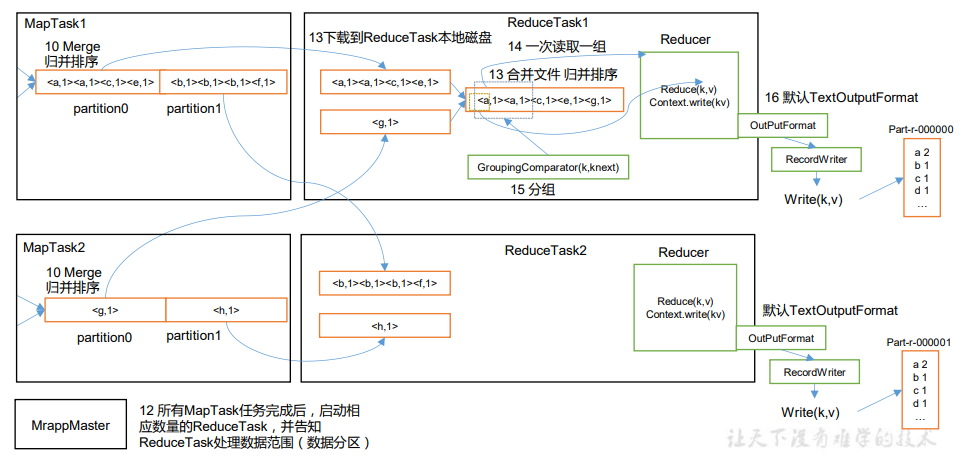 MapTask1
10 Merge
归并排序
<a,1><a,1><c,1><e,1>
<b,1><b,1><b,1><f,1>
partition0
partition1
ReduceTask1
13下载到ReduceTask本地磁盘
<a,1><a,1><c,1><e,1>
<g,1>
14 一次读取一组
13 合并文件 归并排序
<a,1><a,1><c,1><e,1><g,1>
GroupingComparator(k,knext)
15 分组
Reducer
Reduce(k,v)
Context.write(kv)
16 默认TextOutputFormat
OutPutFormat
RecordWriter
Write(k,v)
Part-r-000000
a 2
b 1
c 1
d 1
...
MapTask2
10 Merge
归并排序
<g,1>
<h,1>
partition0
partition1
ReduceTask2
<b,1><b,1><b,1><f,1>
<h,1>
Reducer
Reduce(k,v)
Context.write(kv)
默认TextOutputFormat
OutPutFormat
RecordWriter
Write(k,v)
Part-r-000001
a 2
b 1
c 1
d 1
...
MrappMaster
12 所有MapTask任务完成后，启动相
应数量的ReduceTask，并告知
ReduceTask处理数据范围（数据分区）
让天下没有难学的技术